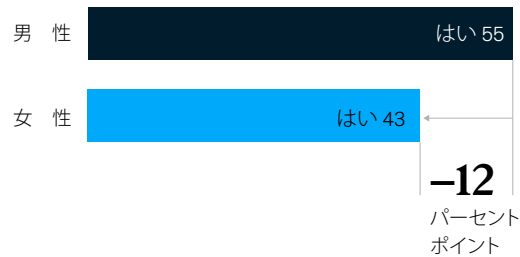 男 性
はい 55
女 性
はい 43
–12
パーセント
ポイント